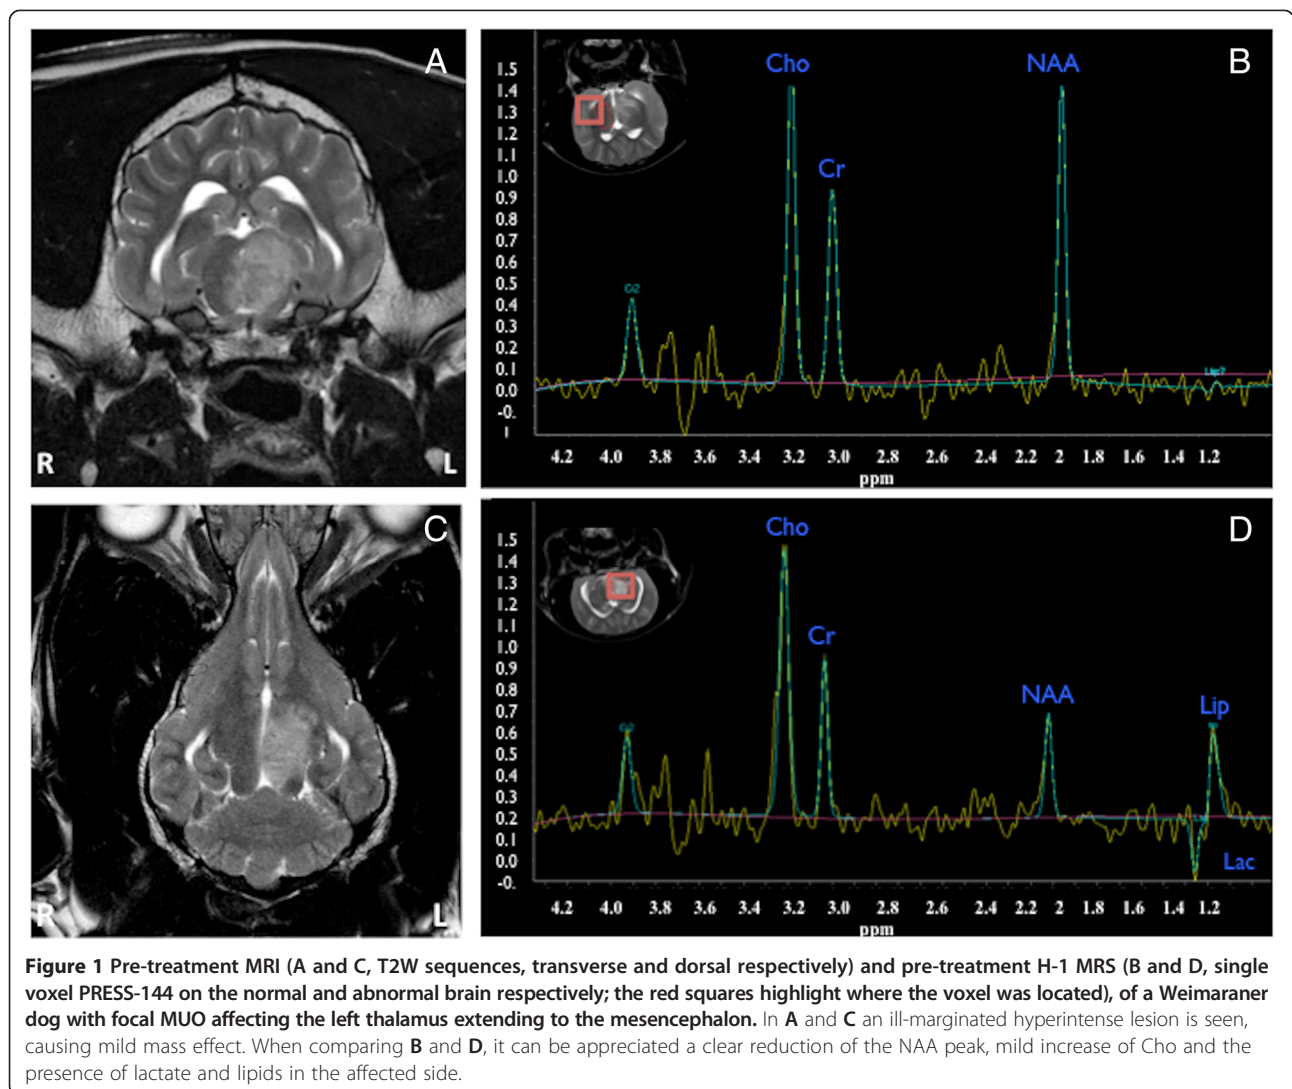 A
R
L
B
Cho
NAA
Cr
Cr2
Lip?
1.5
1.4
1.3
1.2
1.1
1.0
0.9
0.8
0.7
0.6
0.5
0.4
0.3
0.2
0.1
0.0
-0.
1
4.2 4.0 3.8 3.6 3.4 3.2 3.0 2.8 2.6 2.4 2.2 2 1.8 1.6 1.4 1.2
ppm
C
R
L
D
Cho
Cr
NAA
Lip
Lac
1.5
1.4
1.3
1.2
1.1
1.0
0.9
0.8
0.7
0.6
0.5
0.4
0.3
0.2
0.1
0.0
-0.
4.2 4.0 3.8 3.6 3.4 3.2 3.0 2.8 2.6 2.4 2.2 2 1.8 1.6 1.4 1.2
ppm
Figure 1 Pre-treatment MRI (A and C, T2W sequences, transverse and dorsal respectively) and pre-treatment H-1 MRS (B and D, single
voxel PRESS-144 on the normal and abnormal brain respectively; the red squares highlight where the voxel was located), of a Weimaraner
dog with focal MUO affecting the left thalamus extending to the mesencephalon. In A and C an ill-marginated hyperintense lesion is seen,
causing mild mass effect. When comparing B and D, it can be appreciated a clear reduction of the NAA peak, mild increase of Cho and the
presence of lactate and lipids in the affected side.